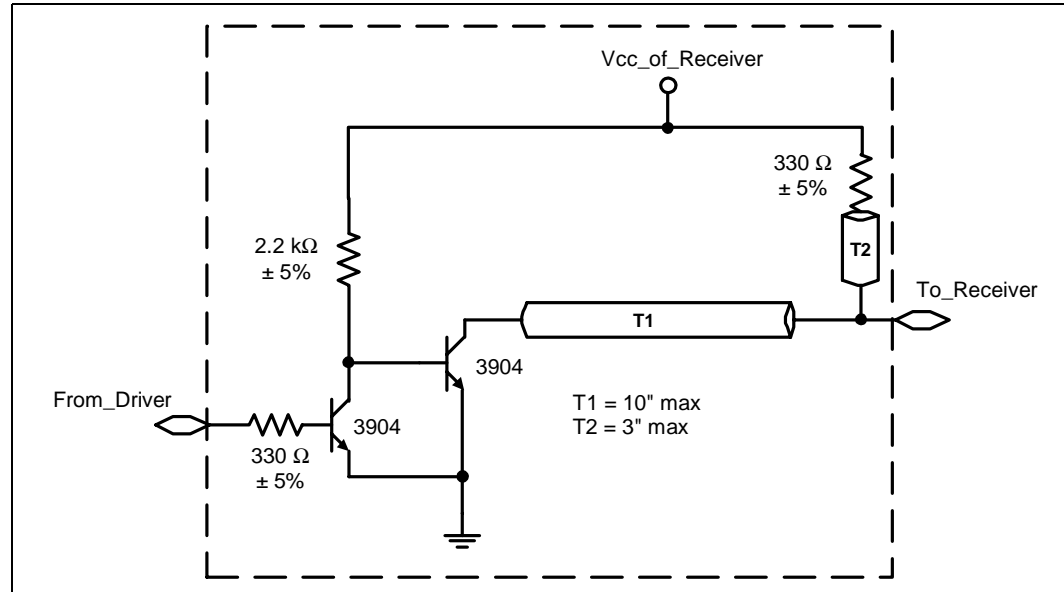 Vcc_of_Receiver
330 Ω
± 5%
T2
2.2 kΩ
± 5%
To_Receiver
T1
3904
From_Driver
3904
T1 = 10" max
T2 = 3" max
330 Ω
± 5%